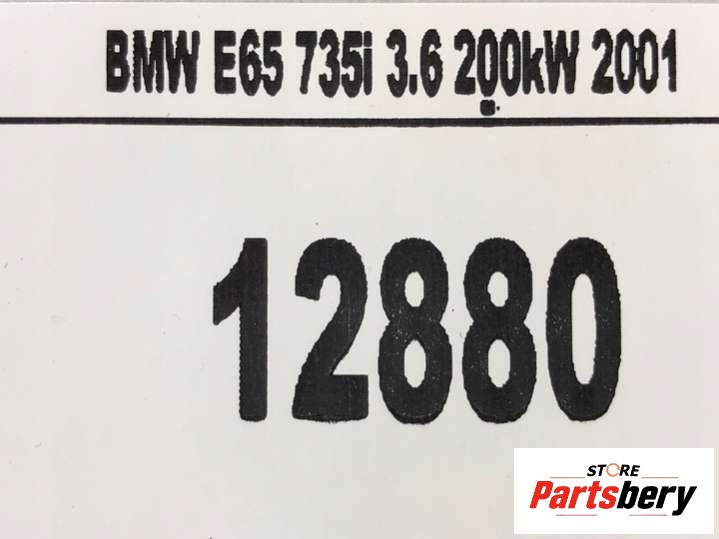 BMW E65 735i 3.6 200kW 2001
12880
STORE
Partsbery